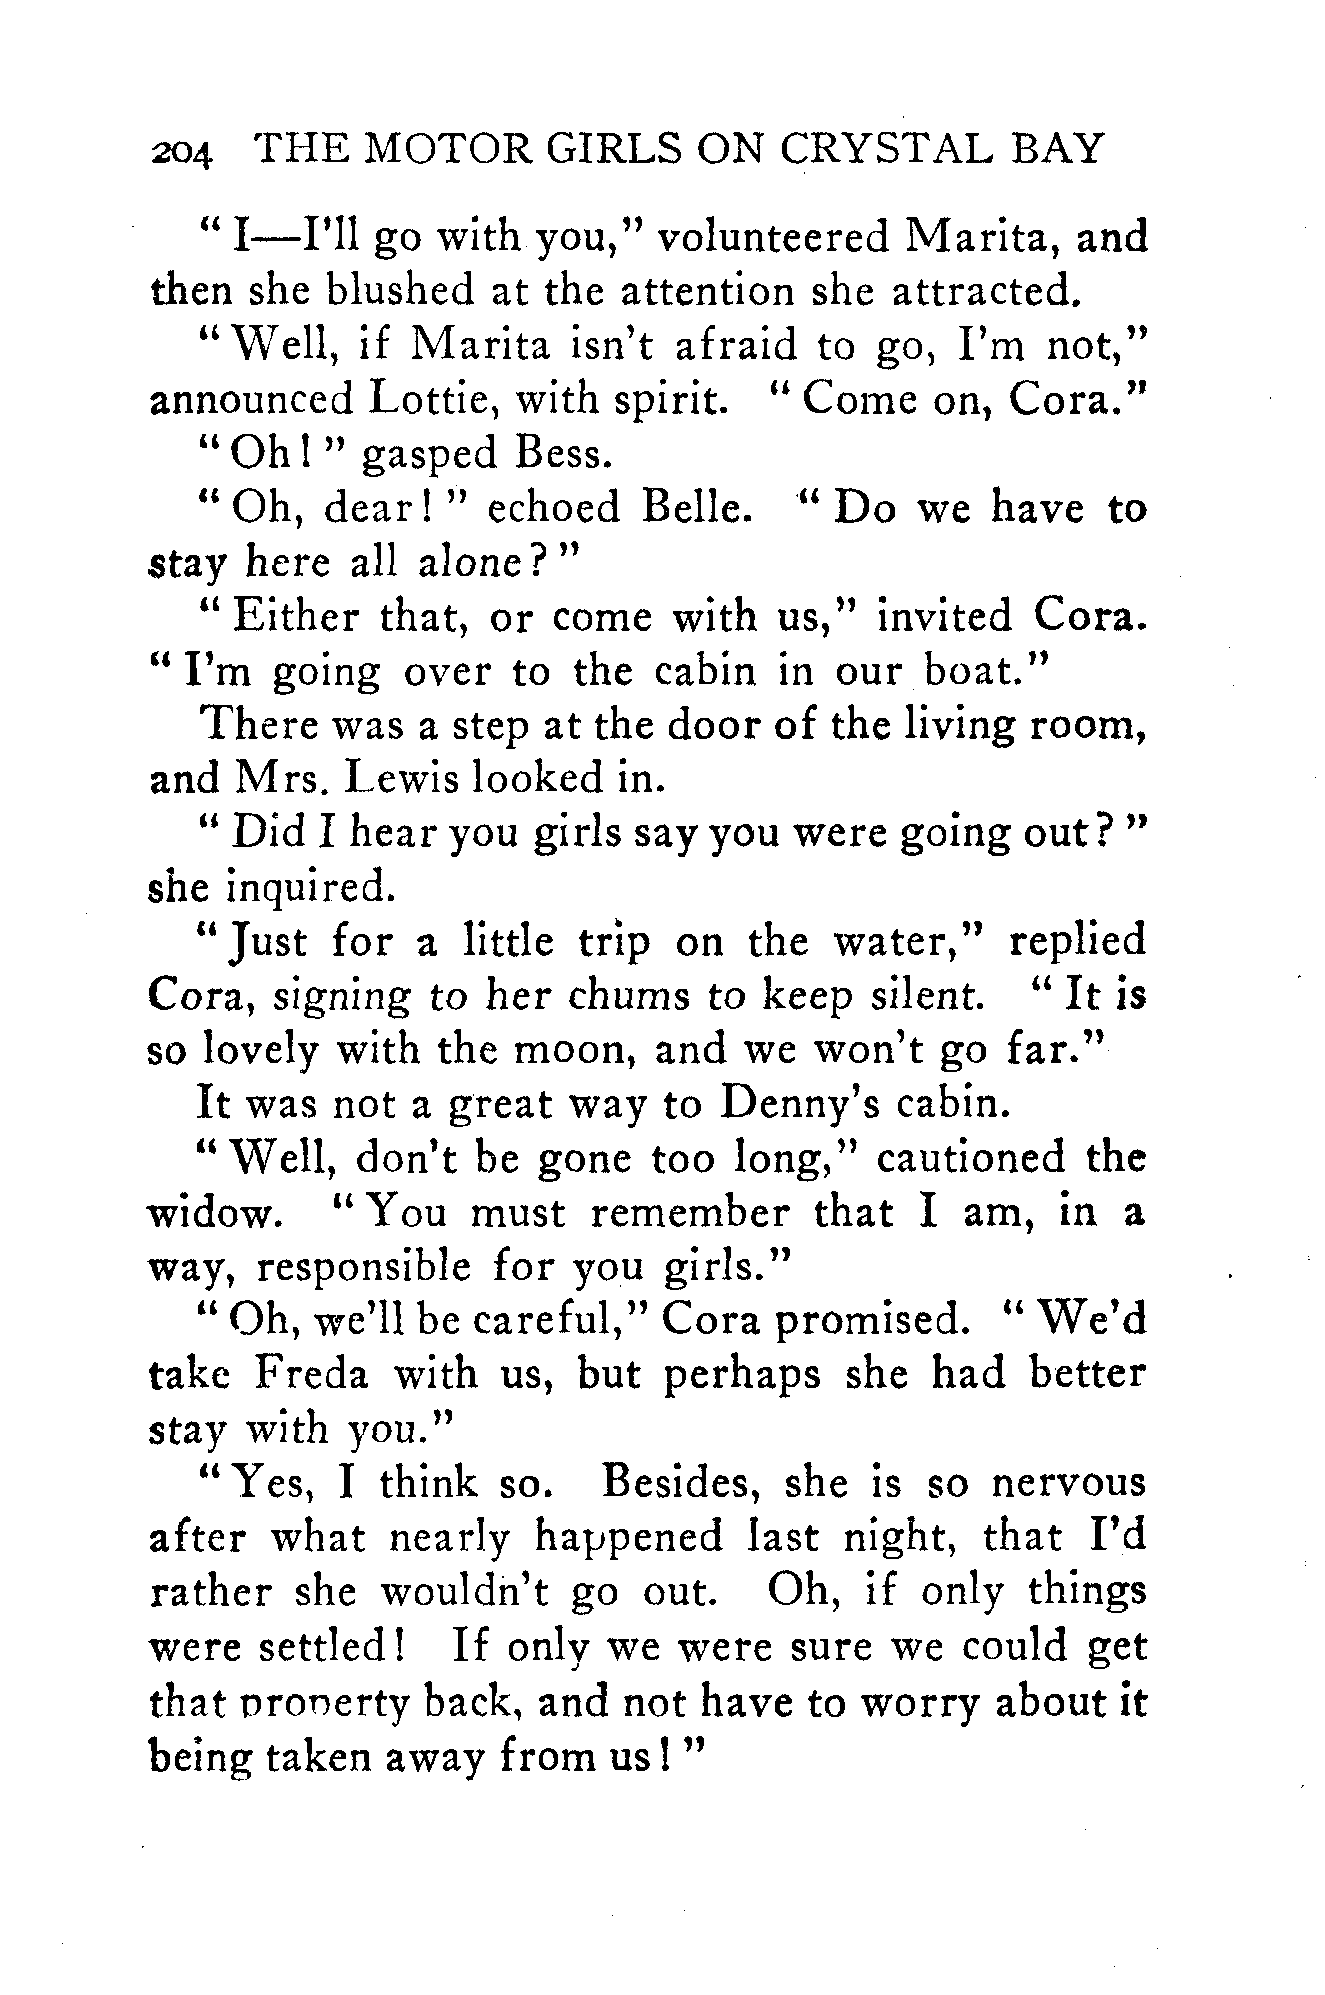 204 THE MOTOR GIRLS ON CRYSTAL BAY
“ I—I’ll go with you,” volunteered Marita, and
then she blushed at the attention she attracted.
“ Well, if Marita isn’t afraid to go, I’m not,”
announced Lottie, with spirit. “ Come on, Cora.”
“ Oh! ” gasped Bess.
“ Oh, dear! ” echoed Belle. “ Do we have to
stay here all alone? ”
“ Either that, or come with us,” invited Cora.
“ I’m going over to the cabin in our boat.”
There was a step at the door of the living room,
and Mrs. Lewis looked in.
“ Did I hear you girls say you were going out? ”
she inquired.
“ Just for a little trip on the water,” replied
Cora, signing to her chums to keep silent. “ It is
so lovely with the moon, and we won’t go far.”
It was not a great way to Denny’s cabin.
“ Well, don’t be gone too long,” cautioned the
widow. “ You must remember that I am, in a
way, responsible for you girls.”
“ Oh, we’ll be careful,” Cora promised. “ We’d
take Freda with us, but perhaps she had better
stay with you.”
“ Yes, I think so. Besides, she is so nervous
after what nearly happened last night, that I’d
rather she wouldn’t go out. Oh, if only things
were settled! If only we were sure we could get
that property back, and not have to worry about it
being taken away from us! ”